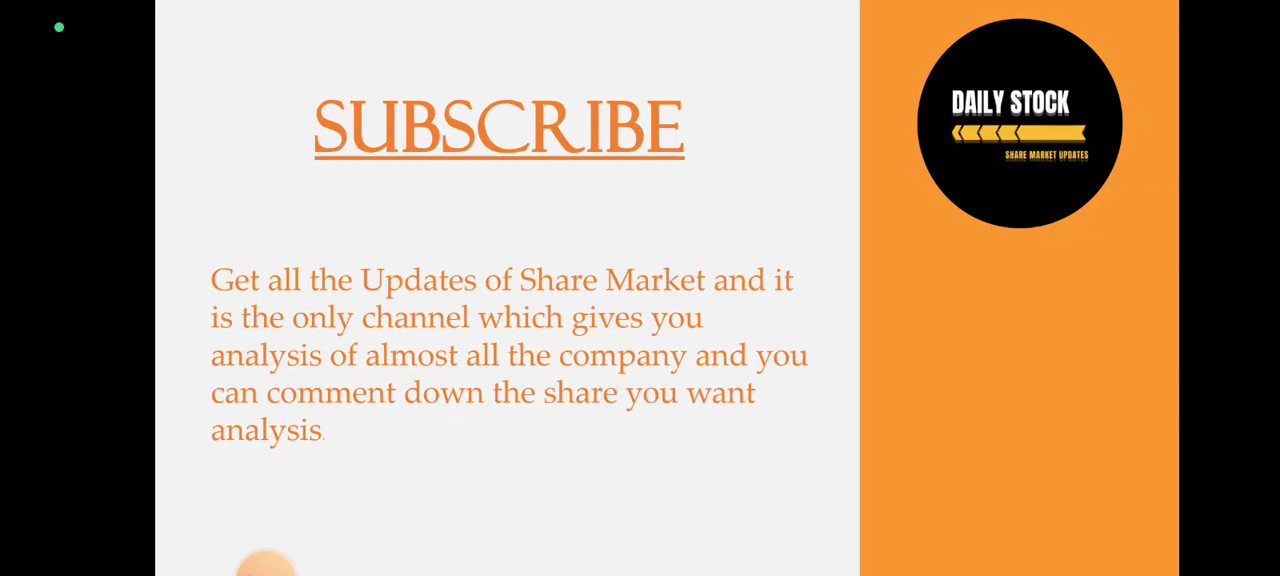 SUBSCRIBE
Get all the Updates of Share Market and it
is the only channel which gives you
analysis of almost all the company and you
can comment down the share you want
analysis.
DAILY STOCK
SHARE MARKET UPDATES